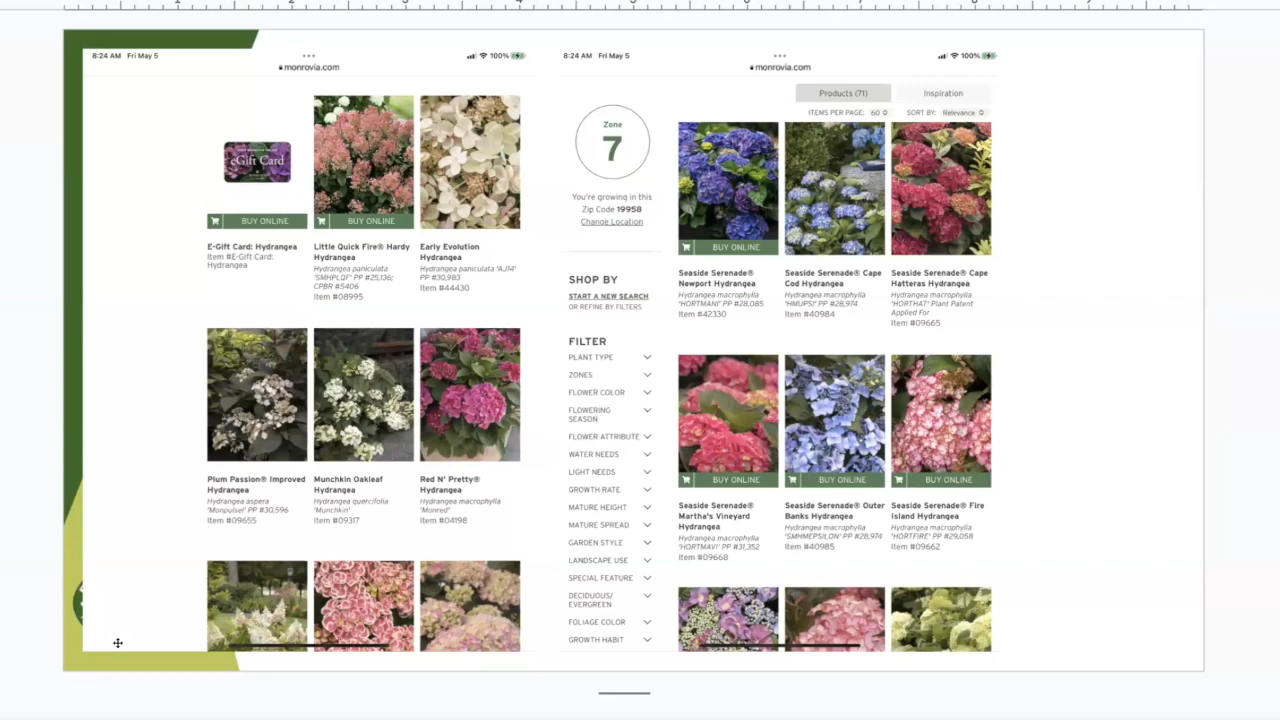 8:24 AM Fri May 5
100%
monrovia.com
eGift Card
BUY ONLINE
BUY ONLINE
E-Gift Card: Hydrangea
Item #E-Gift Card:
Hydrangea
Little Quick Fire® Hardy
Hydrangea
Hydrangea paniculata
'SMHPLQF' PP #25,136;
CPBR #5406
Item #08995
Early Evolution
Hydrangea
Hydrangea paniculata 'AJ14'
PP #30,983
Item #44430
Plum Passion® Improved
Hydrangea
Hydrangea aspera
'Monpulsel' PP #30,596
Item #09655
Munchkin Oakleaf
Hydrangea
Hydrangea quercifolia
'Munchkin'
Item #09317
Red N' Pretty®
Hydrangea
Hydrangea macrophylla
'Monred'
Item #04198
8:24 AM Fri May 5
100%
monrovia.com
Products (71)
Inspiration
ITEMS PER PAGE: 60
SORT BY: Relevance
Zone
7
You're growing in this
Zip Code 19958
Change Location
SHOP BY
START A NEW SEARCH
OR REFINE BY FILTERS
FILTER
PLANT TYPE
ZONES
FLOWER COLOR
FLOWERING
SEASON
FLOWER ATTRIBUTE
WATER NEEDS
LIGHT NEEDS
GROWTH RATE
MATURE HEIGHT
MATURE SPREAD
GARDEN STYLE
LANDSCAPE USE
SPECIAL FEATURE
DECIDUOUS/
EVERGREEN
FOLIAGE COLOR
GROWTH HABIT
BUY ONLINE
Seaside Serenade®
Newport Hydrangea
Hydrangea macrophylla
'HORTMANI' PP #28,085
Item #42330
Seaside Serenade® Cape
Cod Hydrangea
Hydrangea macrophylla
'HMUPSI' PP #28,974
Item #40984
Seaside Serenade® Cape
Hatteras Hydrangea
Hydrangea macrophylla
'HORTHAT' Plant Patent
Applied For
Item #09665
BUY ONLINE
BUY ONLINE
BUY ONLINE
Seaside Serenade®
Martha's Vineyard
Hydrangea
Hydrangea macrophylla
'HORTMAVI' PP #31,352
Item #09668
Seaside Serenade® Outer
Banks Hydrangea
Hydrangea macrophylla
'SMHMEPSILON' PP #28,974
Item #40985
Seaside Serenade® Fire
Island Hydrangea
Hydrangea macrophylla
'HORTFIRE' PP #29,058
Item #09662